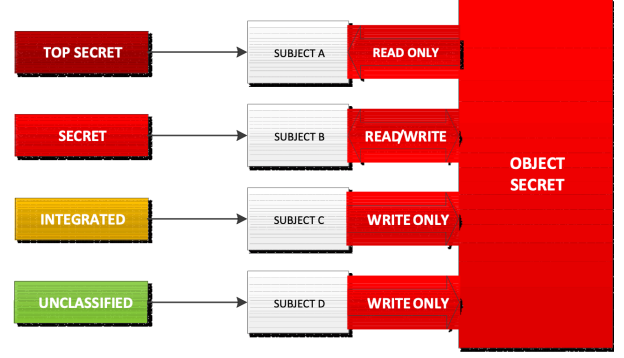 TOP SECRET
SUBJECT A
READ ONLY
SECRET
SUBJECT B
READ/WRITE
OBJECT
SECRET
INTEGRATED
SUBJECT C
WRITE ONLY
UNCLASSIFIED
SUBJECT D
WRITE ONLY